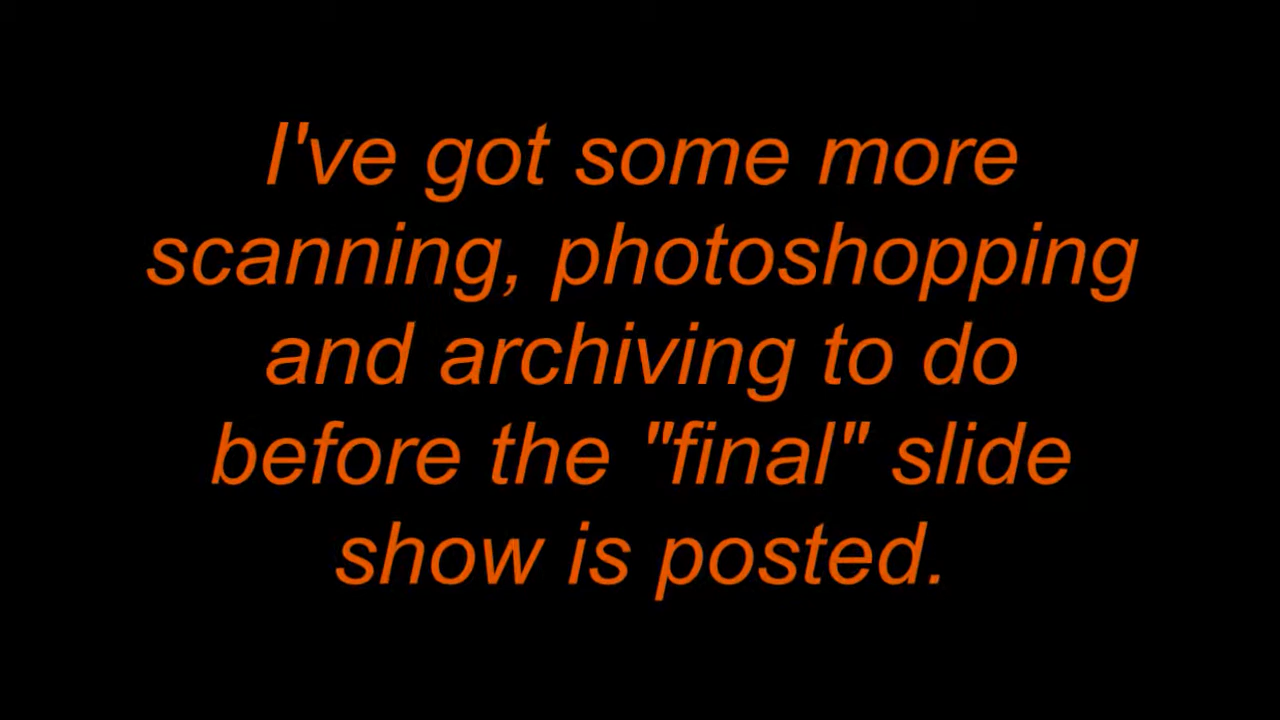 I've got some more
scanning, photoshopping
and archiving to do
before the "final" slide
show is posted.